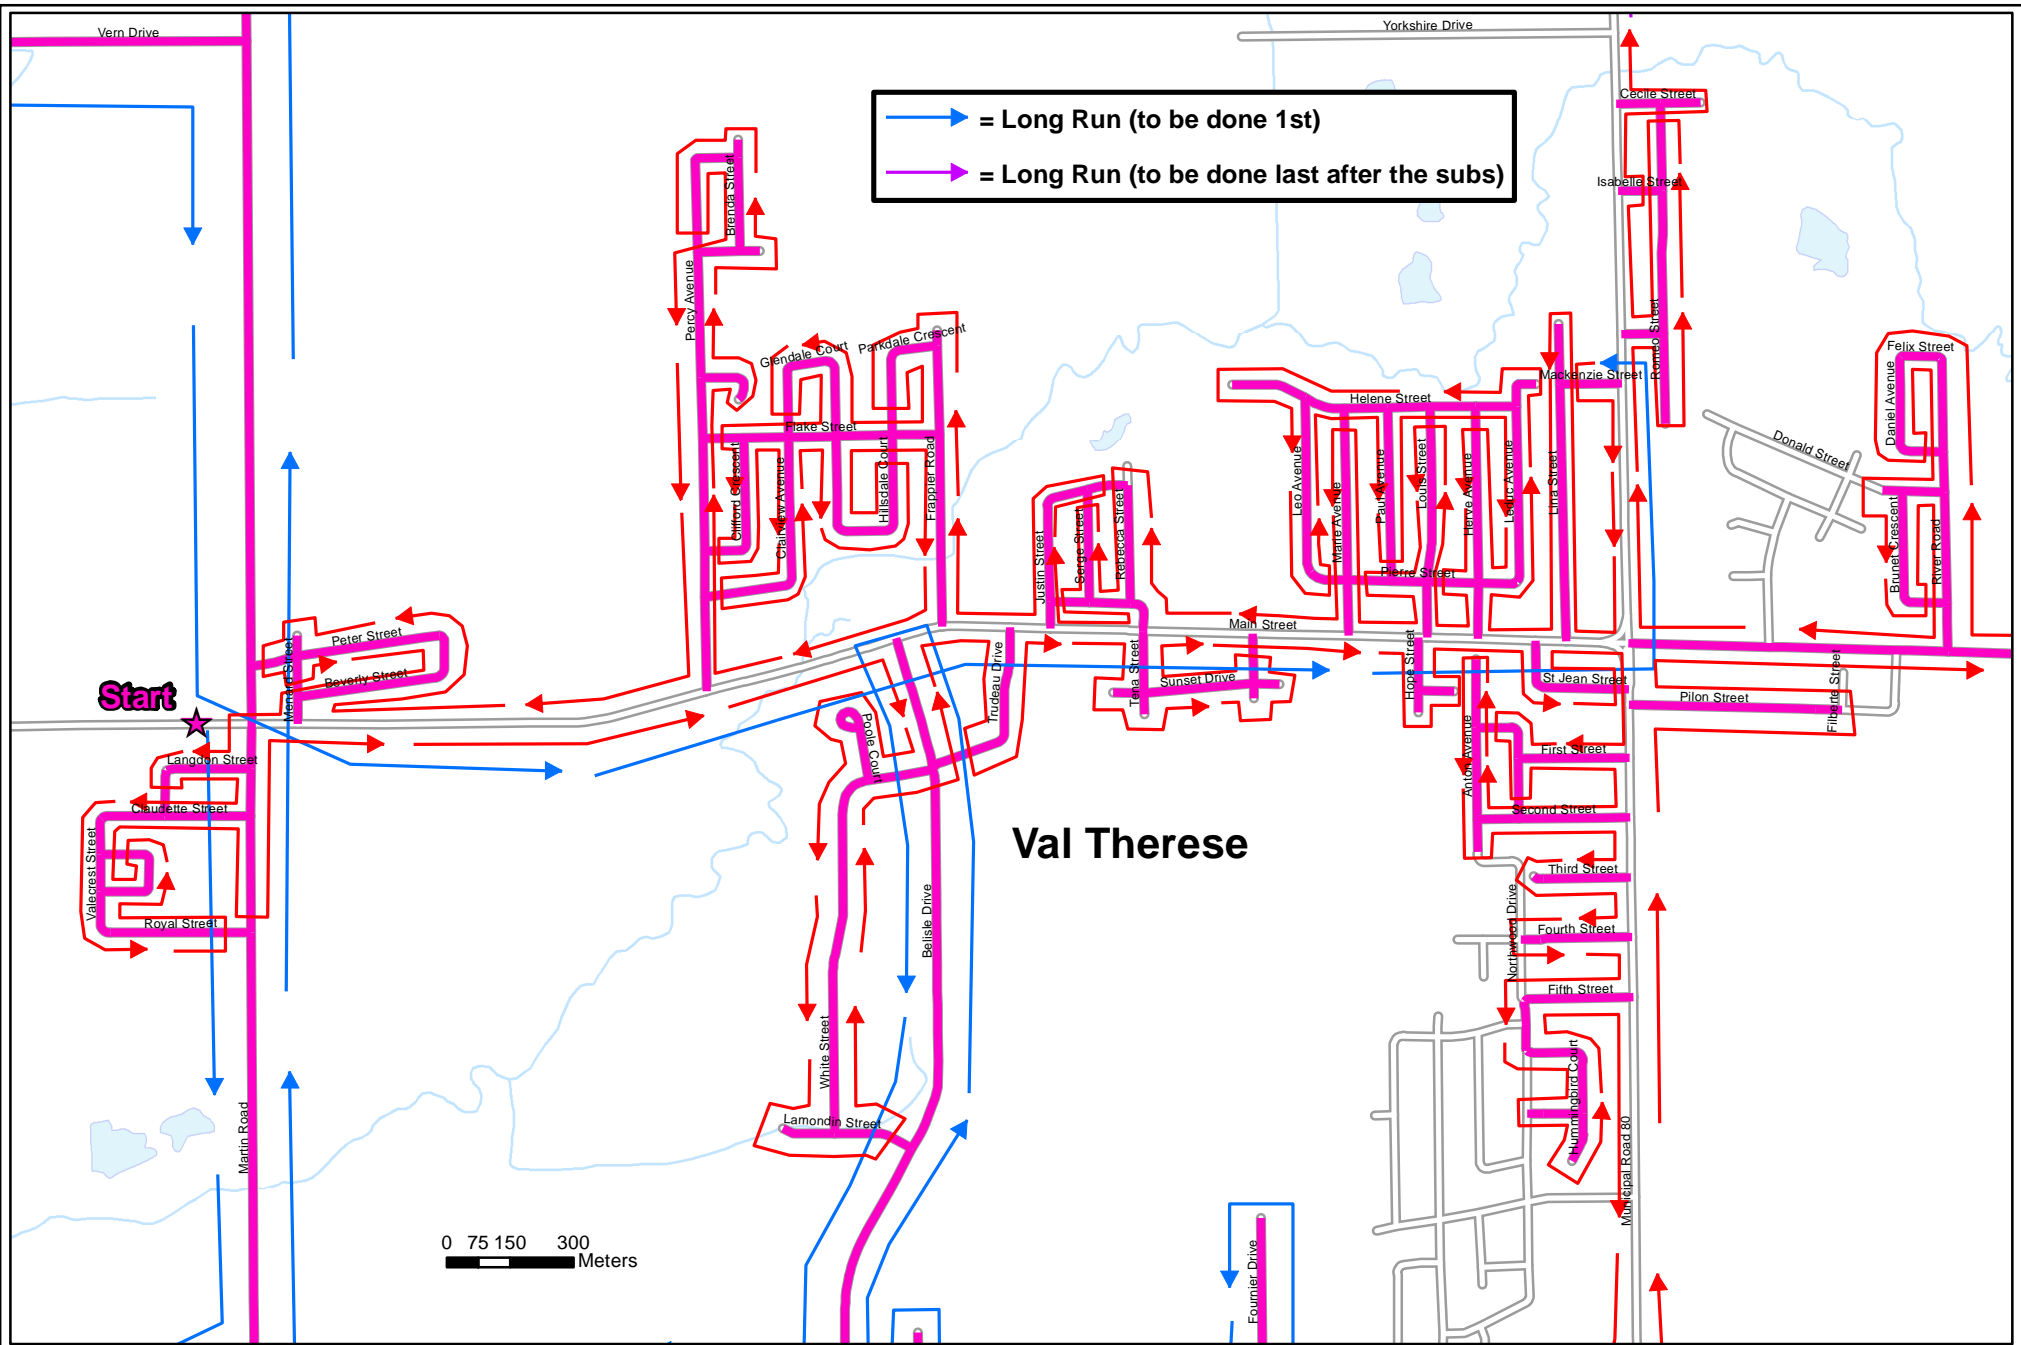 Vern Drive
Yorkshire Drive
= Long Run (to be done 1st)
= Long Run (to be done last after the subs)
Cecile Street
Isabelle Street
Romeo Street
Brenda Street
Percy Avenue
Glendale Court
Parkdale Crescent
Flake Street
Clifford Crescent
Clairview Avenue
Hillsdale Court
Frappier Road
Helene Street
Mackenzie Street
Leo Avenue
Marie Avenue
Paul Avenue
Louis Street
Herve Avenue
Leduc Avenue
Lina Street
Pierre Street
Felix Street
Daniel Avenue
Donald Street
Brunet Crescent
River Road
Justin Street
Serge Street
Rebecca Street
Main Street
Peter Street
Beverly Street
Menard Street
Start
Langdon Street
Claudette Street
Valecrest Street
Royal Street
Martin Road
Poole Court
Trudeau Drive
Tena Street
Sunset Drive
Hope Street
St Jean Street
Pilon Street
Filberte Street
Anton Avenue
First Street
Second Street
Third Street
Fourth Street
Northwood Drive
Fifth Street
Hummingbird Court
Municipal Road 80
Val Therese
Belisle Drive
White Street
Lamondin Street
Fournier Drive
0 75 150 300
Meters